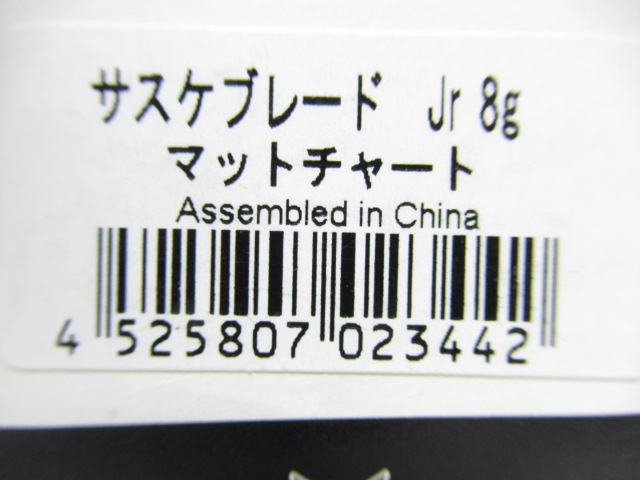 サスケブレード Jr 8g
マットチャート
Assembled in China
4 525807 023442